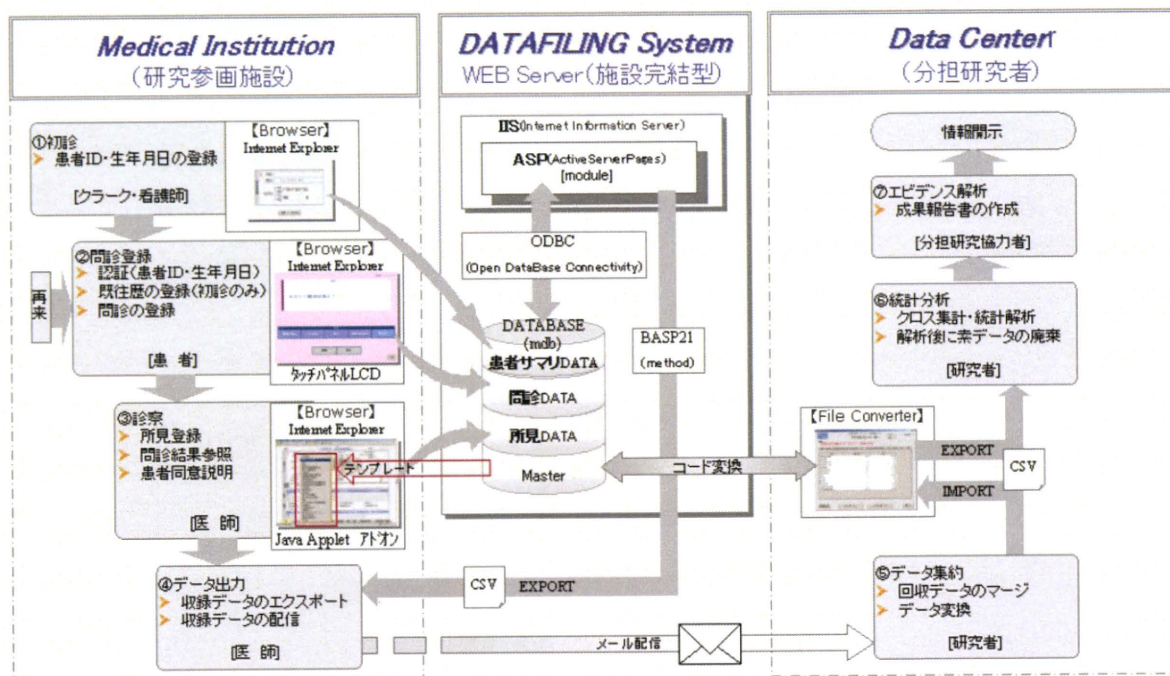 Medical Institution
(研究参画施設)
①初診
患者ID・生年月日の登録
[クラーク・看護師]
【Browser】
Internet Explorer
再来
②問診登録
認証(患者ID・生年月日)
既往歴の登録(初診のみ)
問診の登録
[患 者]
【Browser】
Internet Explorer
タッチパネルLCD
③診察
所見登録
問診結果参照
患者同意説明
[医 師]
【Browser】
Internet Explorer
テンプレート
Java Applet アドオン
④データ出力
収録データのエクスポート
収録データの配信
[医 師]
DATAFILING System
WEB Server(施設完結型)
IIS(Internet Information Server)
ASP(ActiveServerPages)
[module]
ODBC
(Open DataBase Connectivity)
DATABASE
(mdb)
患者サマリDATA
問診DATA
所見DATA
Master
BASP21
(method)
コード変換
CSV
EXPORT
メール配信
Data Center
(分担研究者)
情報開示
⑦エビデンス解析
成果報告書の作成
[分担研究協力者]
⑥統計分析
クロス集計・統計解析
解析後に素データの廃棄
[研究者]
【File Converter】
EXPORT
CSV
IMPORT
⑤データ集約
回収データのマージ
データ変換
[研究者]